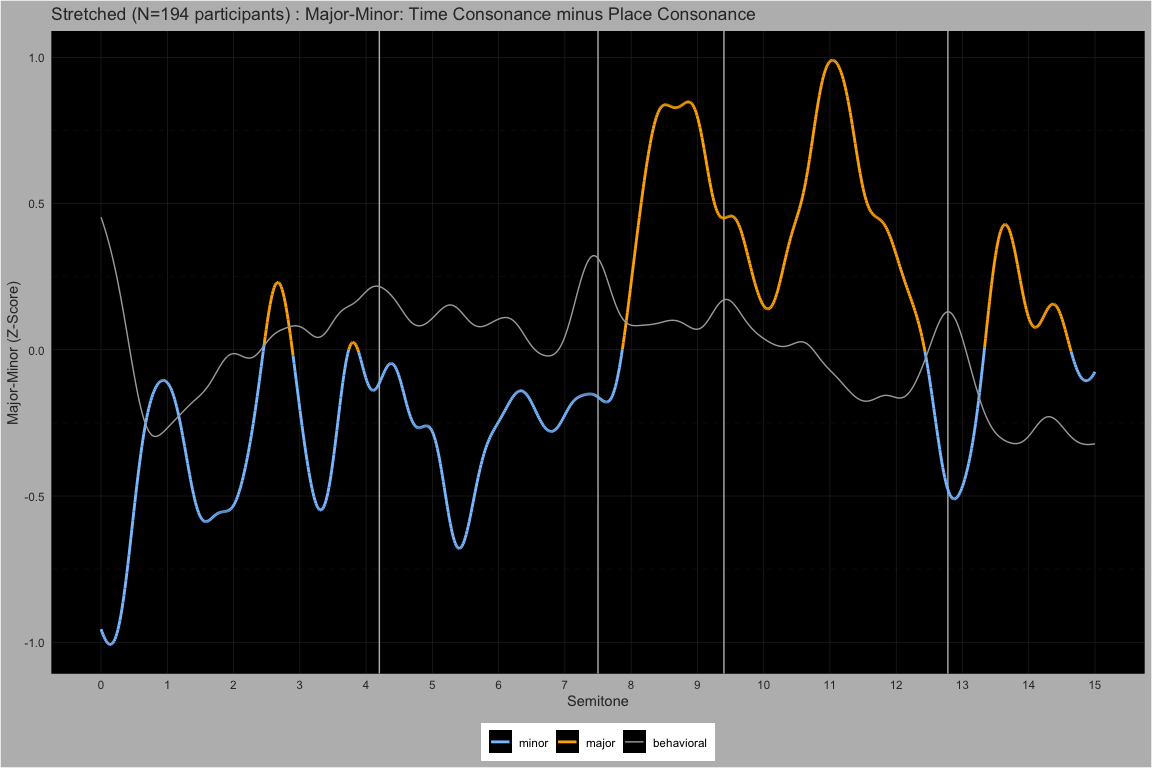 Stretched (N=194 participants) : Major-Minor: Time Consonance minus Place Consonance
Major-Minor (Z-Score)
1.0
0.5
0.0
-0.5
-1.0
0 1 2 3 4 5 6 7 8 9 10 11 12 13 14 15
Semitone
minor major behavioral